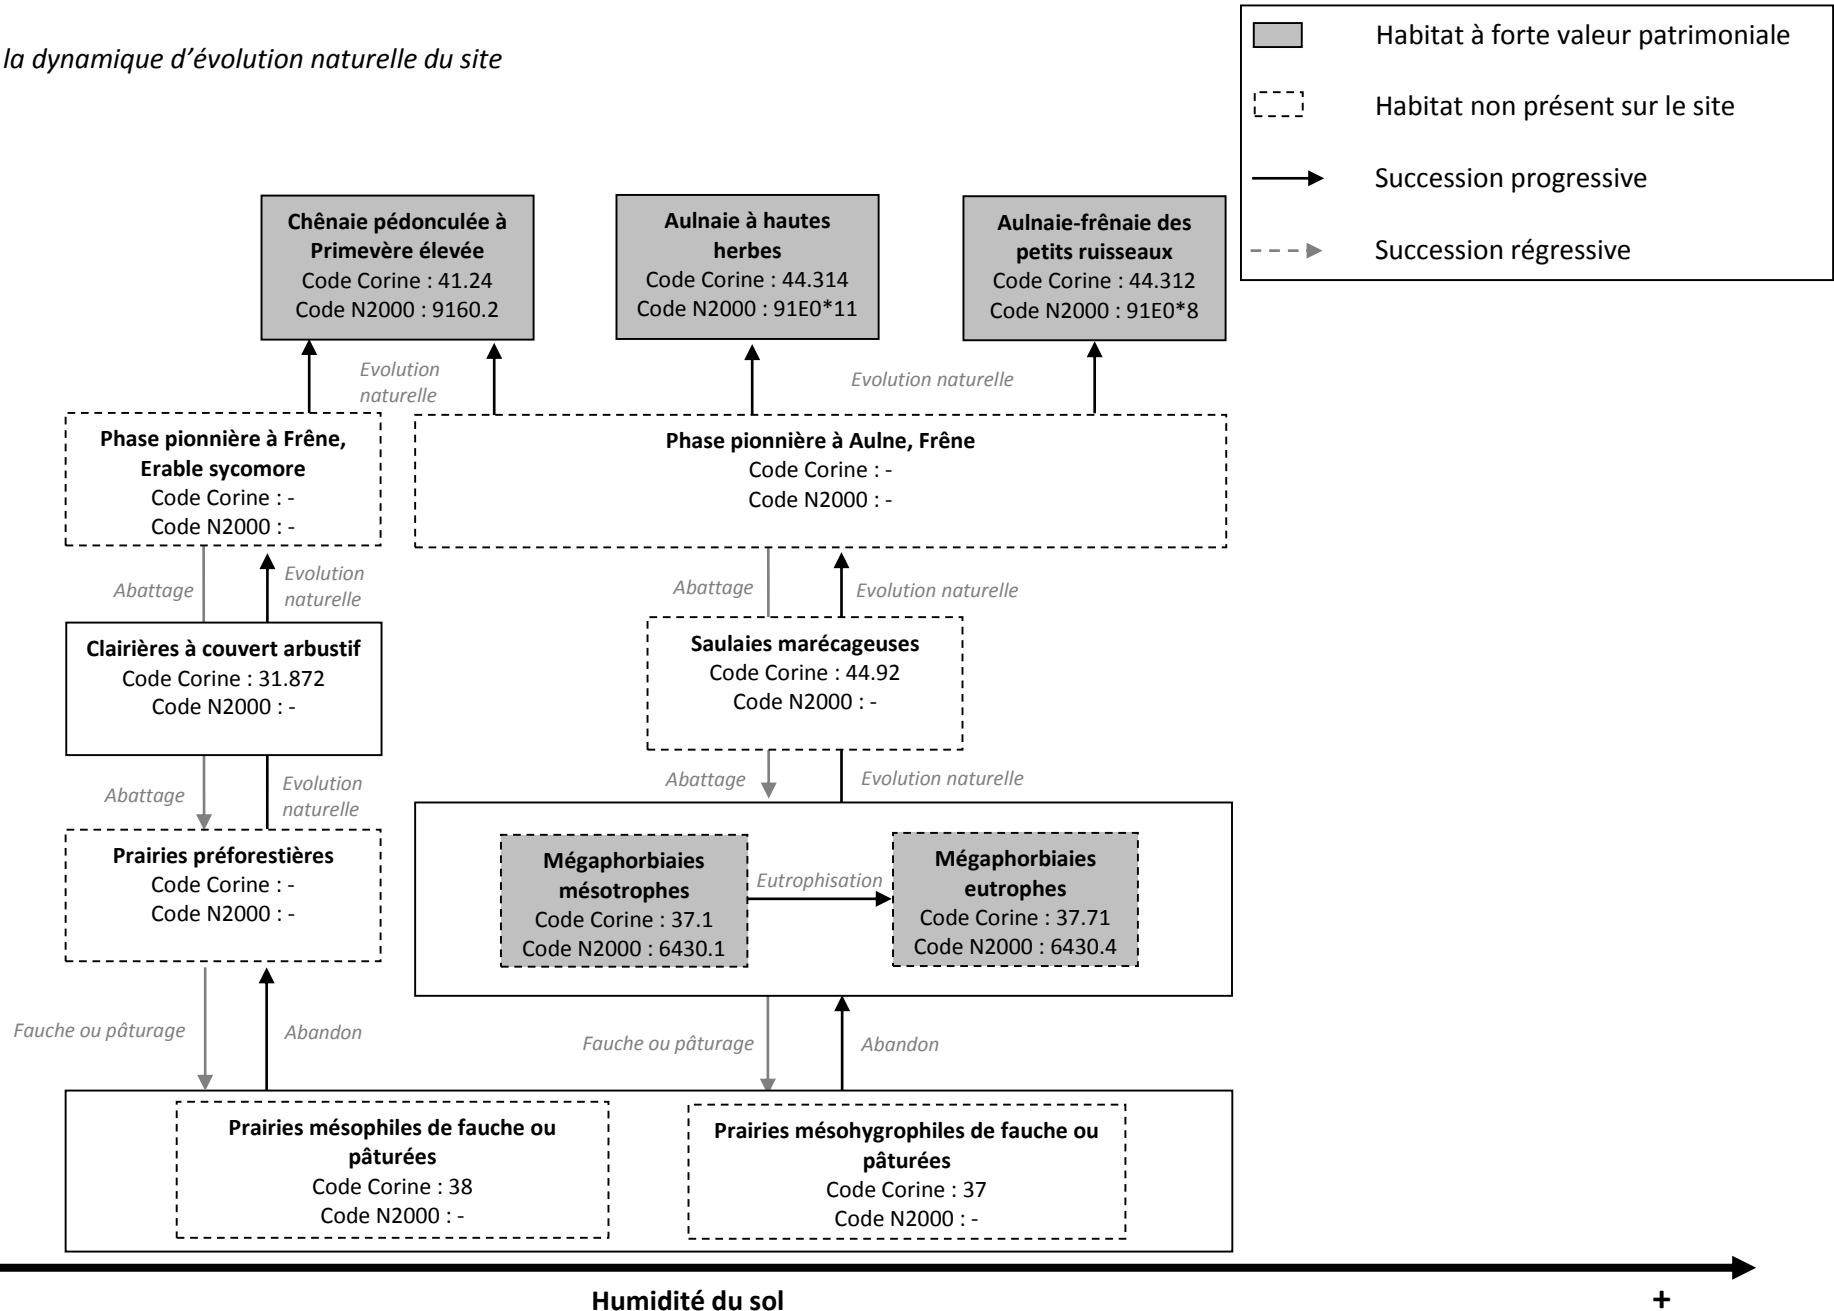 la dynamique d'évolution naturelle du site
Habitat à forte valeur patrimoniale
Habitat non présent sur le site
Succession progressive
Succession régressive
Chênaie pédonculée à
Primevère élevée
Code Corine : 41.24
Code N2000 : 9160.2
Aulnaie à hautes
herbes
Code Corine : 44.314
Code N2000 : 91E0*11
Aulnaie-frênaie des
petits ruisseaux
Code Corine : 44.312
Code N2000 : 91E0*8
Evolution
naturelle
Evolution naturelle
Phase pionnière à Frêne,
Erable sycomore
Code Corine : -
Code N2000 : -
Phase pionnière à Aulne, Frêne
Code Corine : -
Code N2000 : -
Abattage
Evolution
naturelle
Abattage
Evolution naturelle
Clairières à couvert arbustif
Code Corine : 31.872
Code N2000 : -
Saulaies marécageuses
Code Corine : 44.92
Code N2000 : -
Abattage
Evolution
naturelle
Abattage
Evolution naturelle
Prairies préforestières
Code Corine : -
Code N2000 : -
Mégaphorbiaies
mésotrophes
Code Corine : 37.1
Code N2000 : 6430.1
Eutrophisation
Mégaphorbiaies
eutrophes
Code Corine : 37.71
Code N2000 : 6430.4
Fauche ou pâturage
Abandon
Fauche ou pâturage
Abandon
Prairies mésophiles de fauche ou
pâturées
Code Corine : 38
Code N2000 : -
Prairies mésohygrophiles de fauche ou
pâturées
Code Corine : 37
Code N2000 : -
Humidité du sol
+